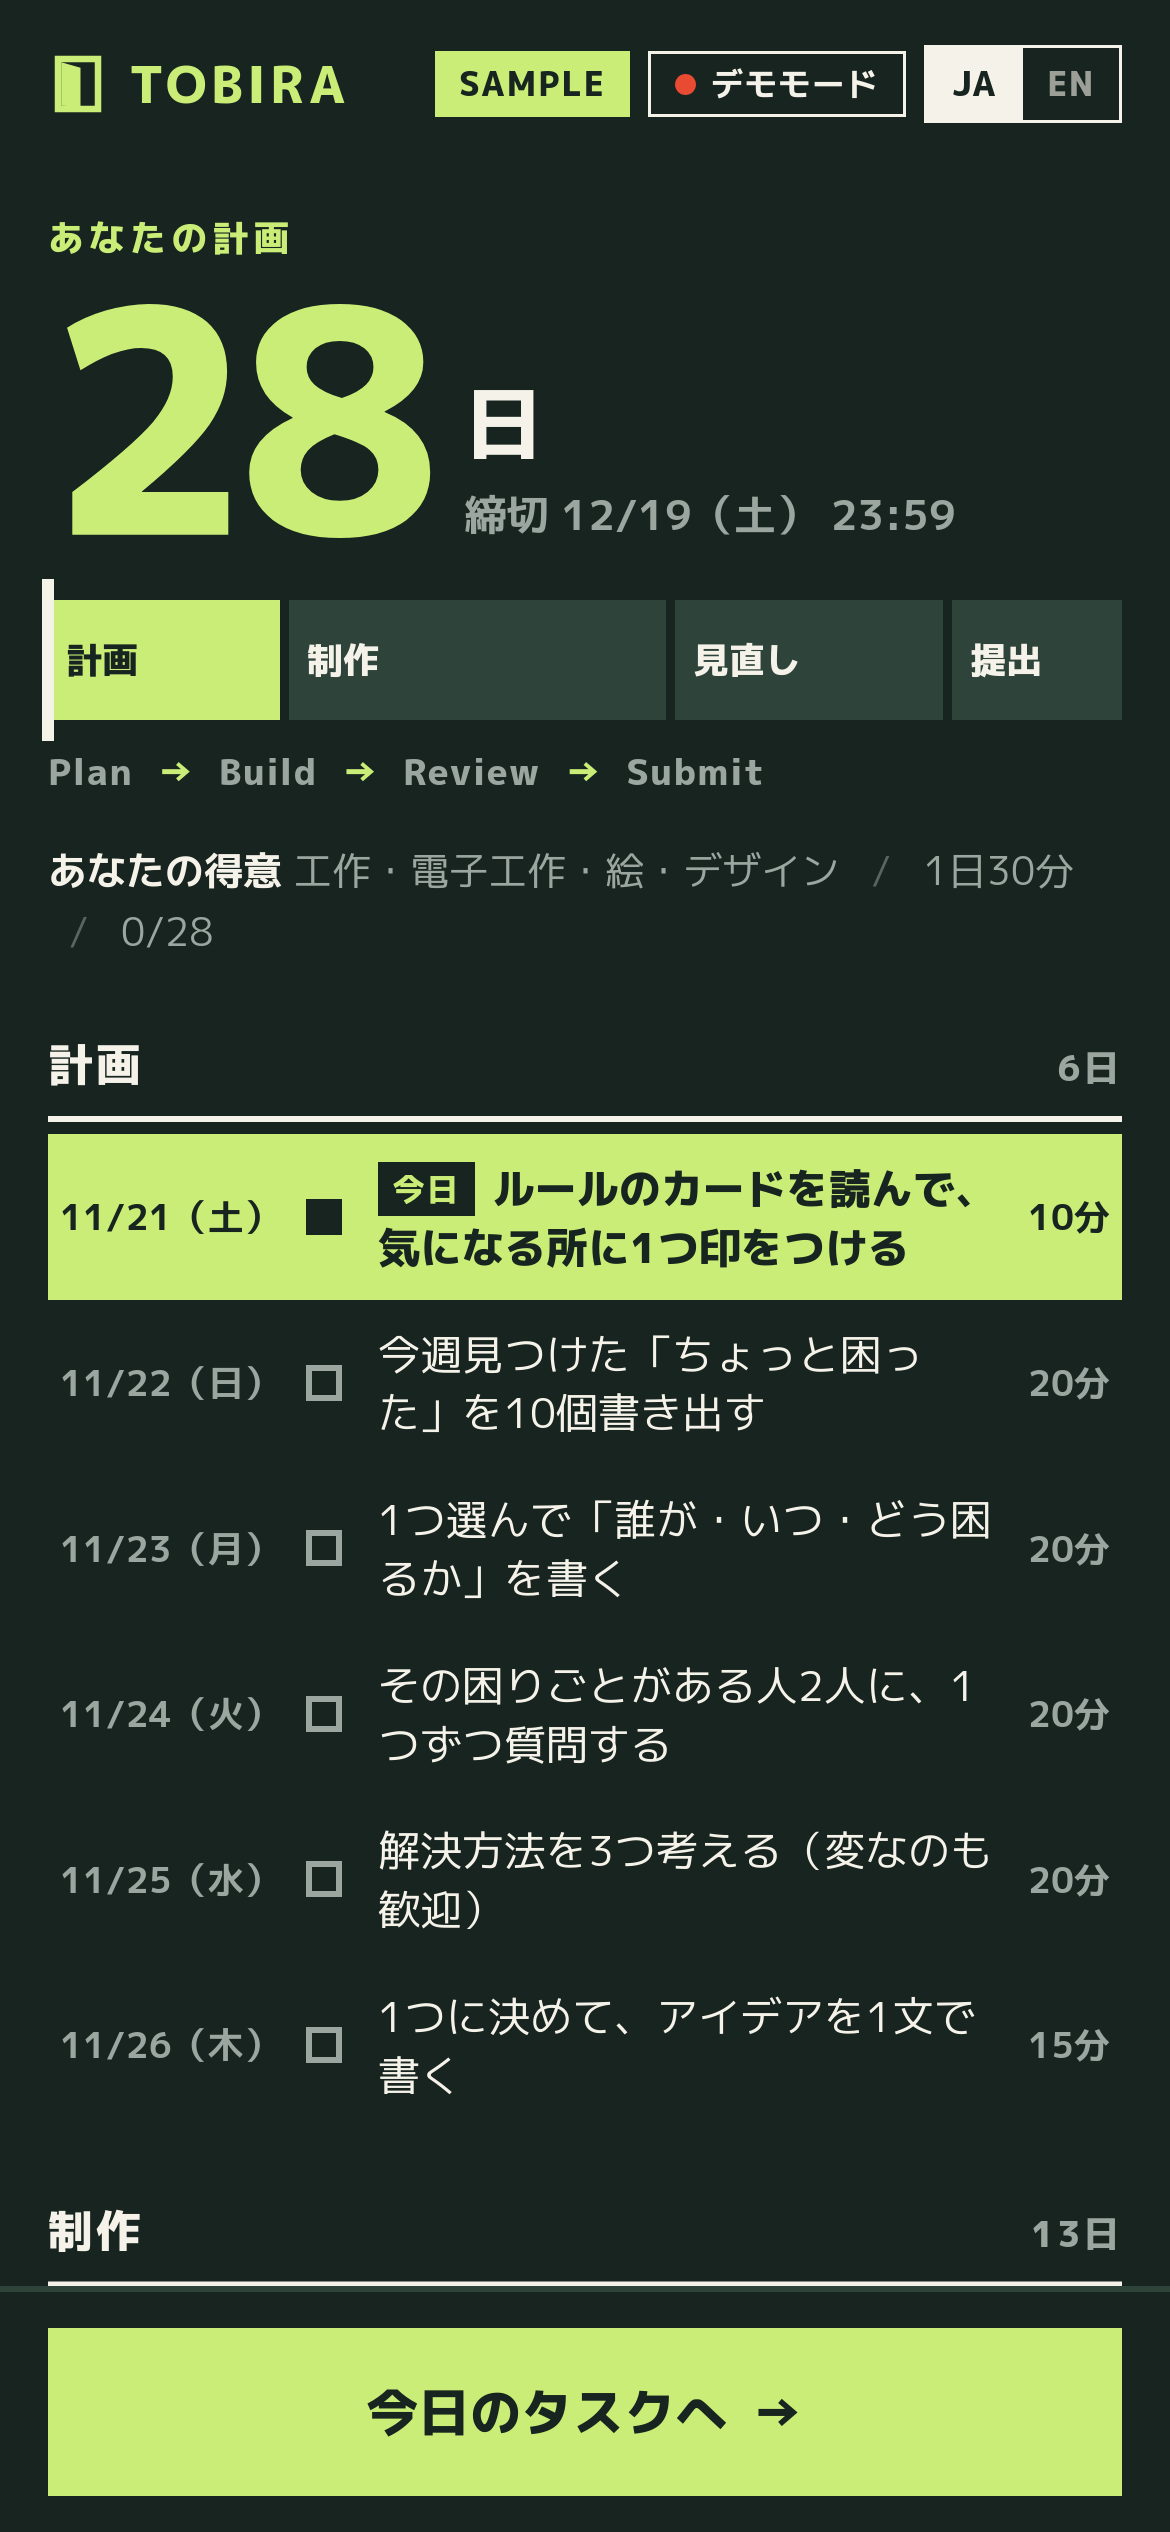 TOBIRA SAMPLE デモモード JA EN
あなたの計画
28日
締切 12/19（土） 23:59
計画 制作 見直し 提出
Plan → Build → Review → Submit
あなたの得意 工作・電子工作・絵・デザイン / 1日30分
/ 0/28
計画 6日
11/21（土） 今日 ルールのカードを読んで、
気になる所に1つ印をつける 10分
11/22（日） 今週見つけた「ちょっと困っ
た」を10個書き出す 20分
11/23（月） 1つ選んで「誰が・いつ・どう困
るか」を書く 20分
11/24（火） その困りごとがある人2人に、1
つずつ質問する 20分
11/25（水） 解決方法を3つ考える（変なのも
歓迎） 20分
11/26（木） 1つに決めて、アイデアを1文で
書く 15分
制作 13日
今日のタスクへ →